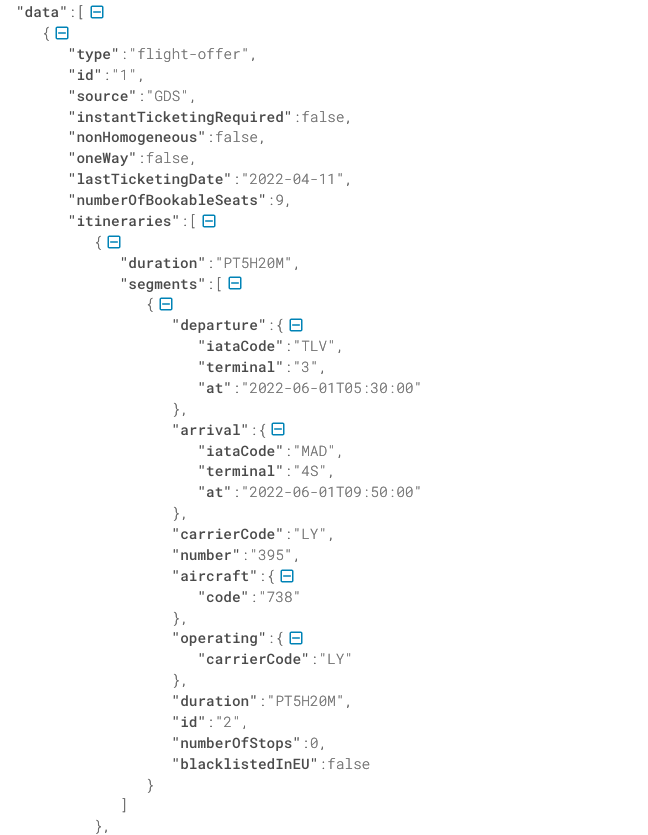 "data":[
{
"type":"flight-offer",
"id":"1",
"source":"GDS",
"instantTicketingRequired":false,
"nonHomogeneous":false,
"oneWay":false,
"lastTicketingDate":"2022-04-11",
"numberOfBookableSeats":9,
"itineraries":[
{
"duration":"PT5H20M",
"segments":[
{
"departure":{
"iataCode":"TLV",
"terminal":"3",
"at":"2022-06-01T05:30:00"
},
"arrival":{
"iataCode":"MAD",
"terminal":"4S",
"at":"2022-06-01T09:50:00"
},
"carrierCode":"LY",
"number":"395",
"aircraft":{
"code":"738"
},
"operating":{
"carrierCode":"LY"
},
"duration":"PT5H20M",
"id":"2",
"numberOfStops":0,
"blacklistedInEU":false
}
]
},